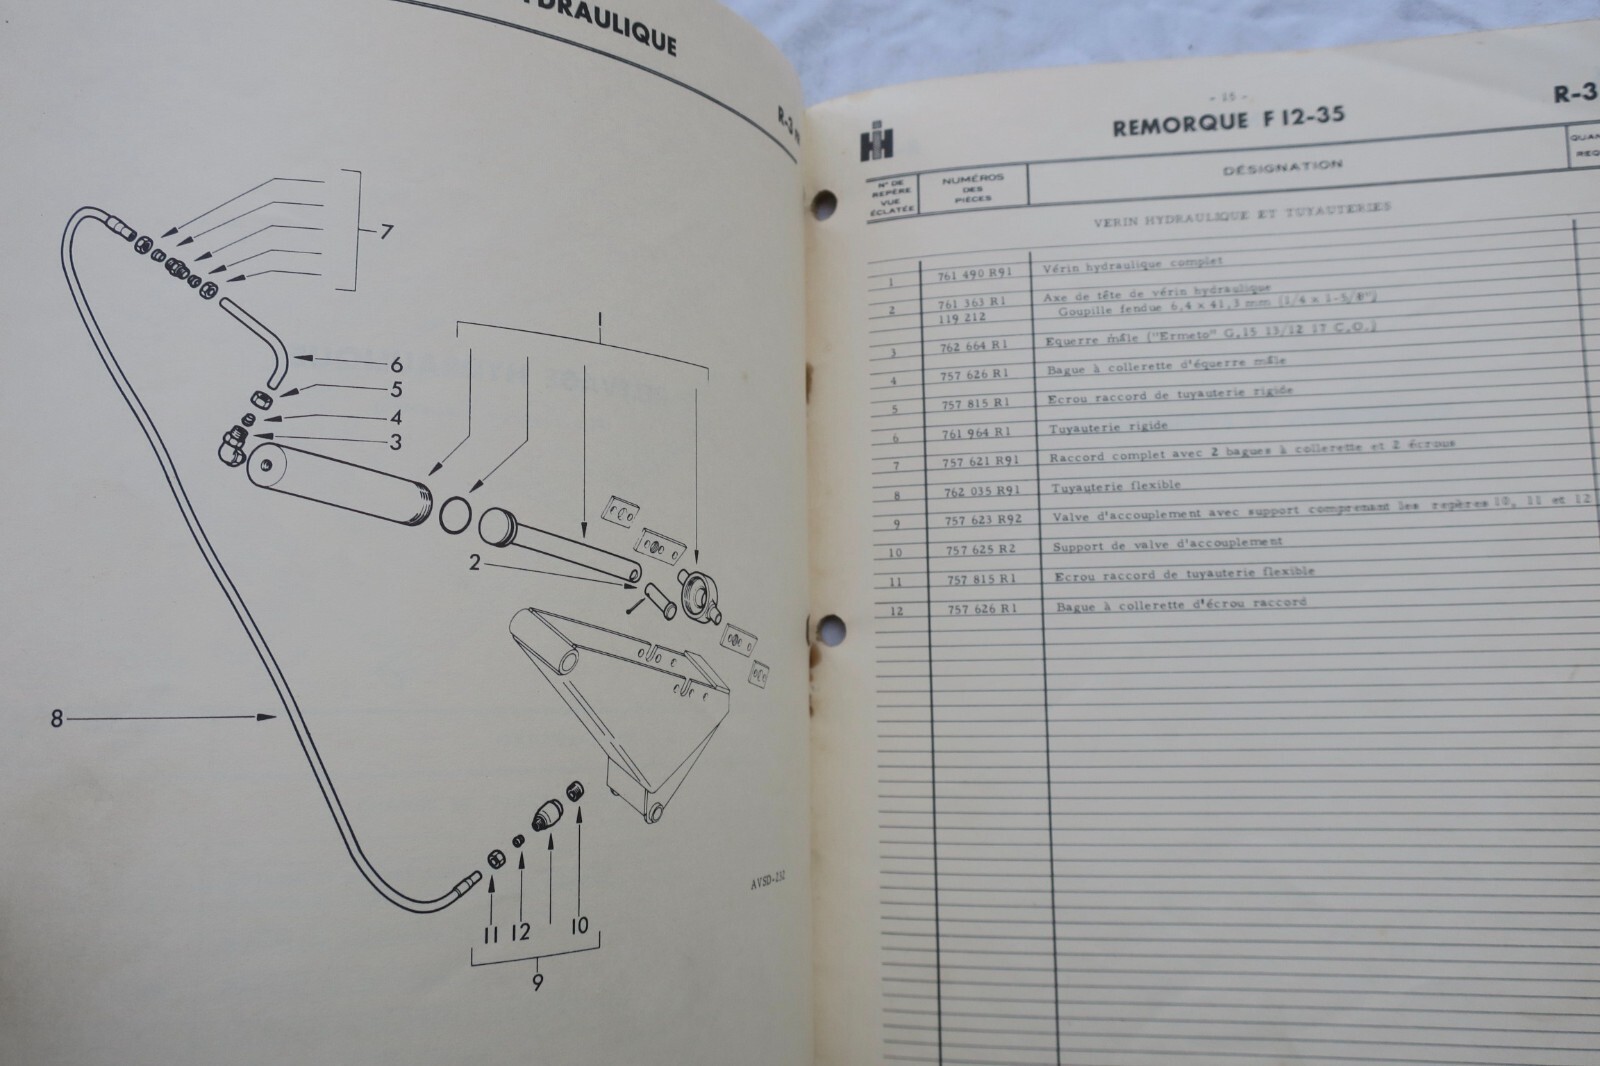 HYDRAULIQUE
R-3
7
1
6
5
4
3
2
8
11
12
10
9
AVSD-232
- 15 -
R-3
REMORQUE F 12-35
N° DE REPÈRE VUE ÉCLATÉE
NUMÉROS DES PIÈCES
DÉSIGNATION
VERIN HYDRAULIQUE ET TUYAUTERIES
1 761 490 R91 Vérin hydraulique complet
2 761 363 R1 Axe de tête de vérin hydraulique
119 212 Goupille fendue 6,4 x 41,3 mm (1/4 x 1-5/8")
3 762 664 R1 Equerre mâle ("Ermeto" G.15 13/12 17 C.O.)
4 757 626 R1 Bague à collerette d'équerre mâle
5 757 815 R1 Ecrou raccord de tuyauterie rigide
6 761 964 R1 Tuyauterie rigide
7 757 621 R91 Raccord complet avec 2 bagues à collerette et 2 écrous
8 762 035 R91 Tuyauterie flexible
9 757 623 R92 Valve d'accouplement avec support comprenant les repères 10, 11 et 12
10 757 625 R2 Support de valve d'accouplement
11 757 815 R1 Ecrou raccord de tuyauterie flexible
12 757 626 R1 Bague à collerette d'écrou raccord